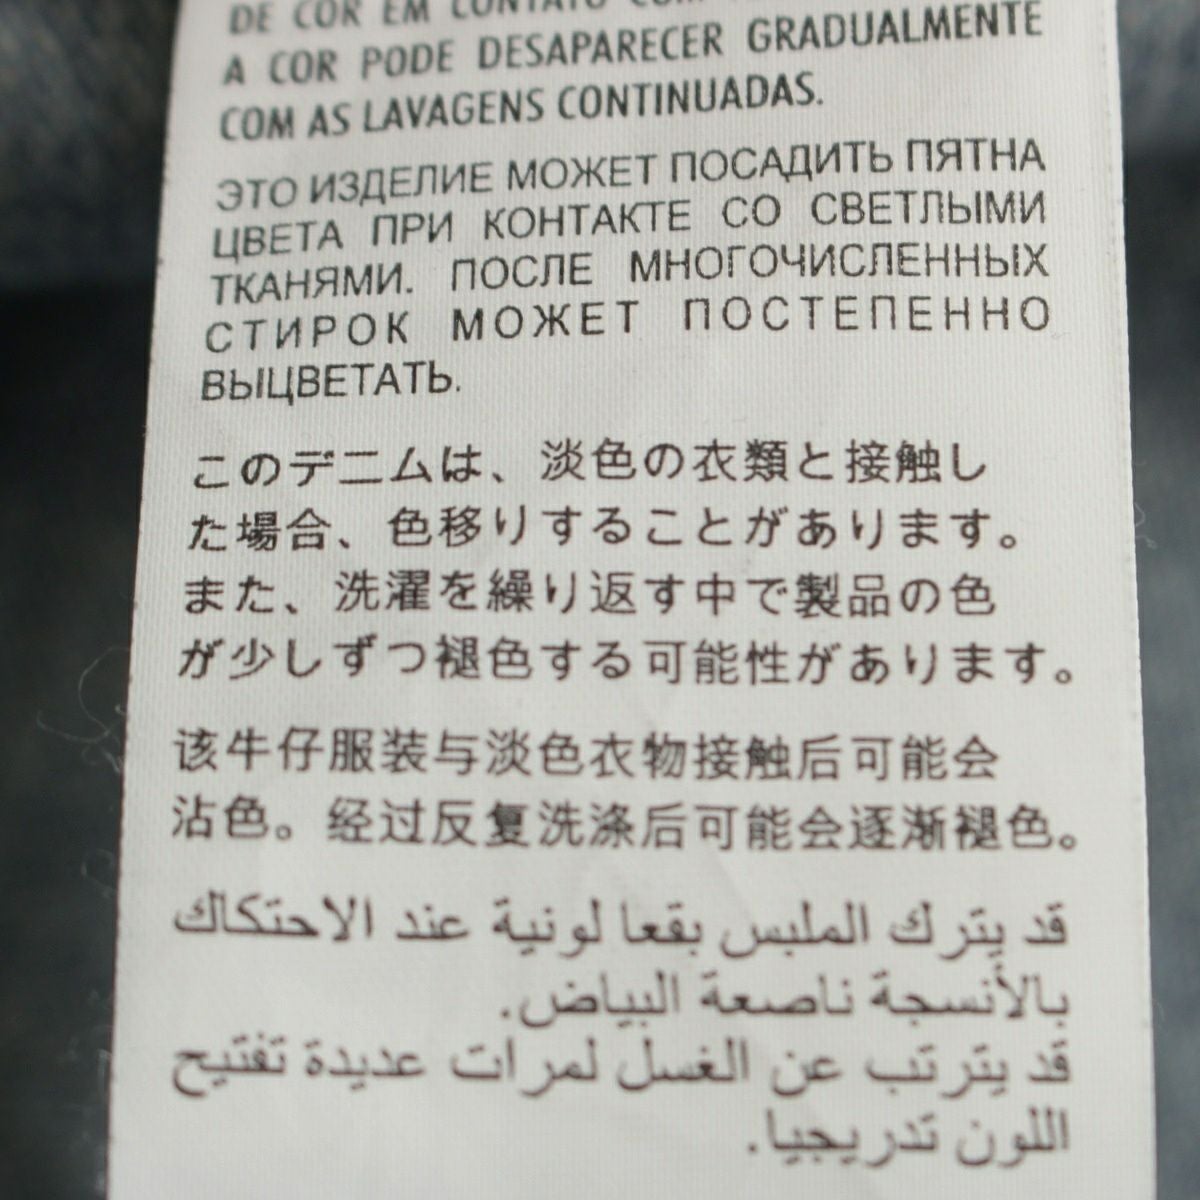 DE COR EM CONTATO COM
A COR PODE DESAPARECER GRADUALMENTE
COM AS LAVAGENS CONTINUADAS.
ЭТО ИЗДЕЛИЕ МОЖЕТ ПОСАДИТЬ ПЯТНА
ЦВЕТА ПРИ КОНТАКТЕ СО СВЕТЛЫМИ
ТКАНЯМИ. ПОСЛЕ МНОГОЧИСЛЕННЫХ
СТИРОК МОЖЕТ ПОСТЕПЕННО
ВЫЦВЕТАТЬ.
このデニムは、淡色の衣類と接触し
た場合、色移りすることがあります。
また、洗濯を繰り返す中で製品の色
が少しずつ褪色する可能性があります。
该牛仔服装与淡色衣物接触后可能会
沾色。经过反复洗涤后可能会逐渐褪色。
قد يترك الملبس بقعا لونية عند الاحتكاك
بالأنسجة ناصعة البياض.
قد يترتب عن الغسل لمرات عديدة تفتيح
اللون تدريجيا.